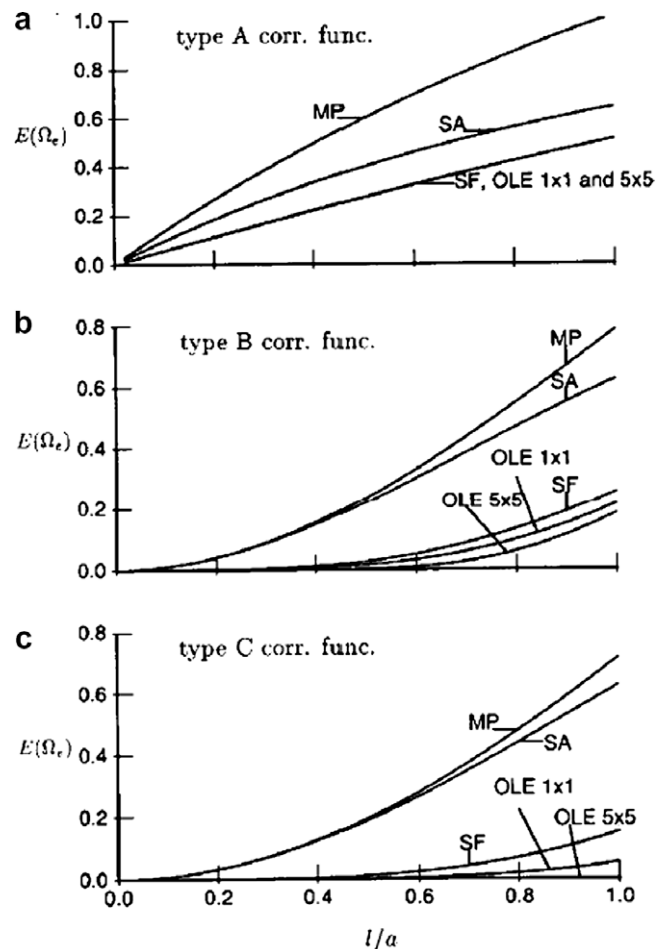 a
type A corr. func.
1.0
0.8
0.6
0.4
0.2
0.0
E(Ωₑ)
MP
SA
SF, OLE 1x1 and 5x5
b
type B corr. func.
0.8
0.6
0.4
0.2
0.0
E(Ωₑ)
MP
SA
OLE 1x1
SF
OLE 5x5
c
type C corr. func.
0.8
0.6
0.4
0.2
0.0
E(Ωₑ)
MP
SA
OLE 1x1
OLE 5x5
SF
0.0 0.2 0.4 0.6 0.8 1.0
l/a